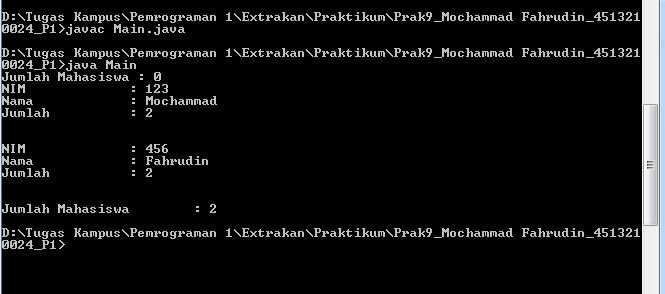 D:\Tugas Kampus\Pemrograman 1\Extrakan\Praktikum\Prak9_Mochammad Fahrudin_451321
0024_P1>javac Main.java
D:\Tugas Kampus\Pemrograman 1\Extrakan\Praktikum\Prak9_Mochammad Fahrudin_451321
0024_P1>java Main
Jumlah Mahasiswa : 0
NIM : 123
Nama : Mochammad
Jumlah : 2
NIM : 456
Nama : Fahrudin
Jumlah : 2
Jumlah Mahasiswa : 2
D:\Tugas Kampus\Pemrograman 1\Extrakan\Praktikum\Prak9_Mochammad Fahrudin_451321
0024_P1>